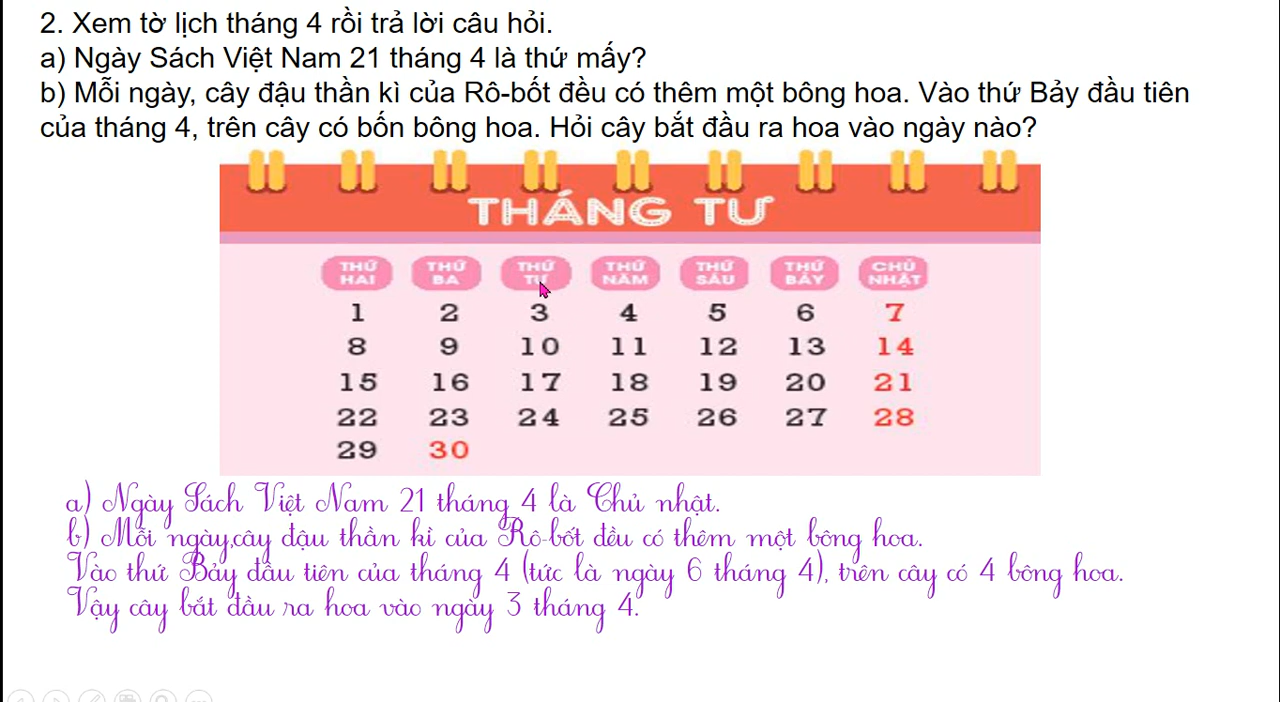 2. Xem tờ lịch tháng 4 rồi trả lời câu hỏi.
a) Ngày Sách Việt Nam 21 tháng 4 là thứ mấy?
b) Mỗi ngày, cây đậu thần kì của Rô-bốt đều có thêm một bông hoa. Vào thứ Bảy đầu tiên
của tháng 4, trên cây có bốn bông hoa. Hỏi cây bắt đầu ra hoa vào ngày nào?
THÁNG TƯ
THỨ HAI THỨ BA THỨ TƯ THỨ NĂM THỨ SÁU THỨ BẢY CHỦ NHẬT
1 2 3 4 5 6 7
8 9 10 11 12 13 14
15 16 17 18 19 20 21
22 23 24 25 26 27 28
29 30
a) Ngày Sách Việt Nam 21 tháng 4 là Chủ nhật.
b) Mỗi ngày,cây đậu thần kì của Rô-bốt đều có thêm một bông hoa.
Vào thứ Bảy đầu tiên của tháng 4 (tức là ngày 6 tháng 4), trên cây có 4 bông hoa.
Vậy cây bắt đầu ra hoa vào ngày 3 tháng 4.